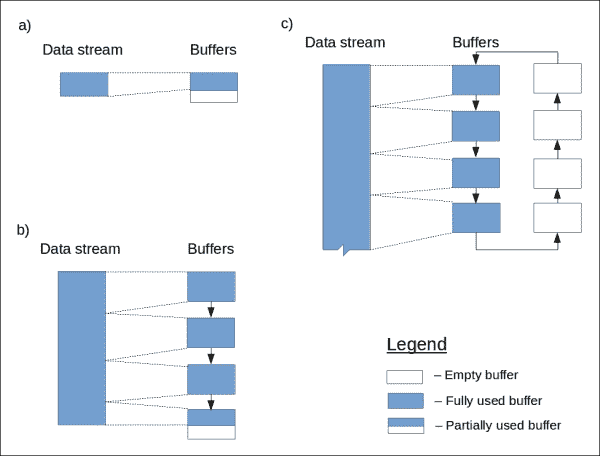 a)
Data stream
Buffers
b)
Data stream
Buffers
c)
Data stream
Buffers
Legend
– Empty buffer
– Fully used buffer
– Partially used buffer